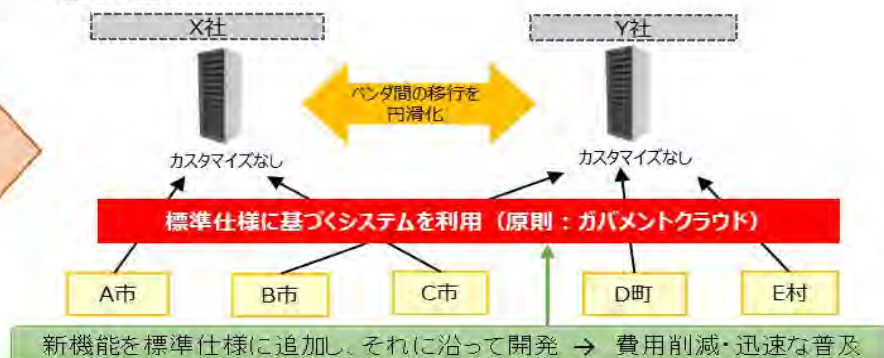 X社
Y社
ベンダ間の移行を
円滑化
カスタマイズなし
カスタマイズなし
標準仕様に基づくシステムを利用（原則：ガバメントクラウド）
A市
B市
C市
D町
E村
新機能を標準仕様に追加し、それに沿って開発 → 費用削減・迅速な普及